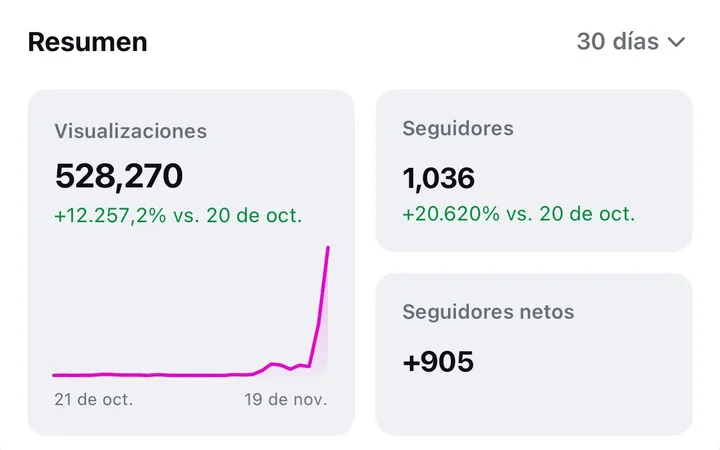 Resumen
30 días
Visualizaciones
528,270
+12.257,2% vs. 20 de oct.
21 de oct.
19 de nov.
Seguidores
1,036
+20.620% vs. 20 de oct.
Seguidores netos
+905